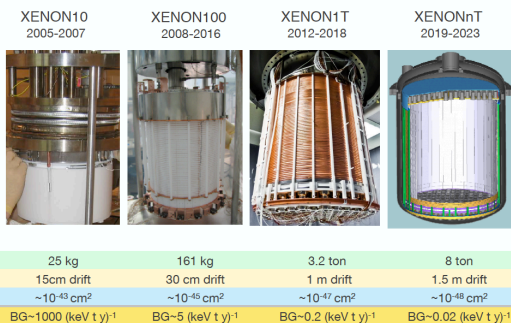 XENON10 XENON100 XENON1T XENONnT
2005-2007 2008-2016 2012-2018 2019-2023
25 kg 161 kg 3.2 ton 8 ton
15cm drift 30 cm drift 1 m drift 1.5 m drift
~10⁻⁴³ cm² ~10⁻⁴⁵ cm² ~10⁻⁴⁷ cm² ~10⁻⁴⁸ cm²
BG~1000 (keV t y)⁻¹ BG~5 (keV t y)⁻¹ BG~0.2 (keV t y)⁻¹ BG~0.02 (keV t y)⁻¹